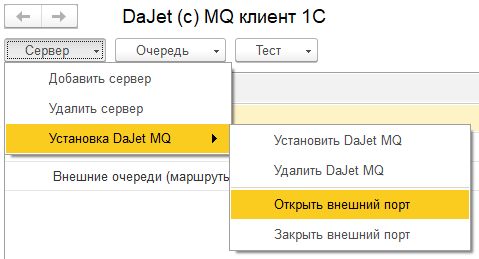 DaJet (c) MQ клиент 1С
Сервер Очередь Тест
Добавить сервер
Удалить сервер
Установка DaJet MQ
Установить DaJet MQ
Удалить DaJet MQ
Открыть внешний порт
Закрыть внешний порт
Внешние очереди (маршруты